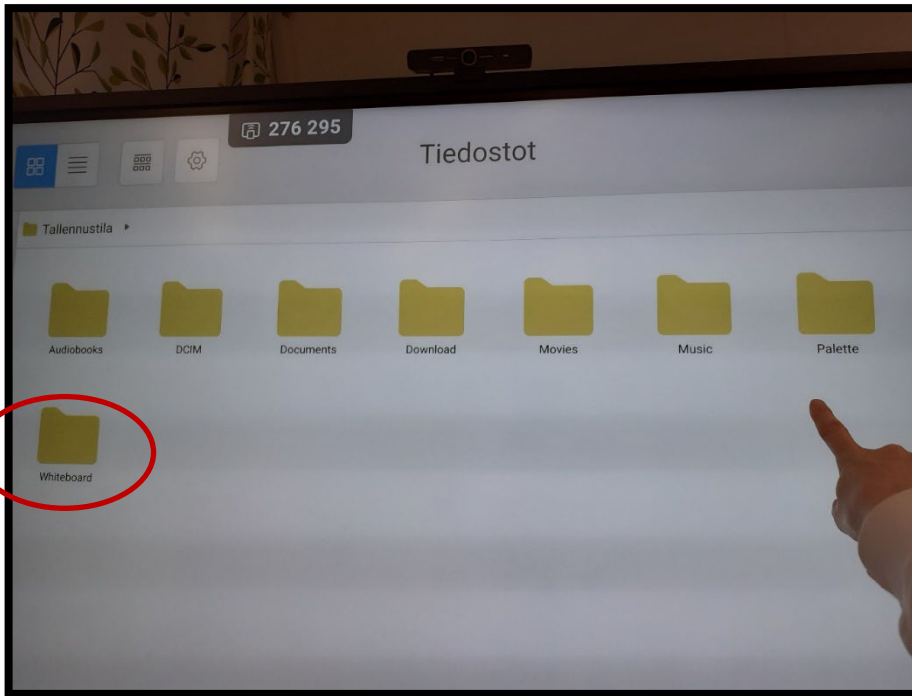 276 295
Tiedostot
Tallennustila
Audiobooks
DCIM
Documents
Download
Movies
Music
Palette
Whiteboard